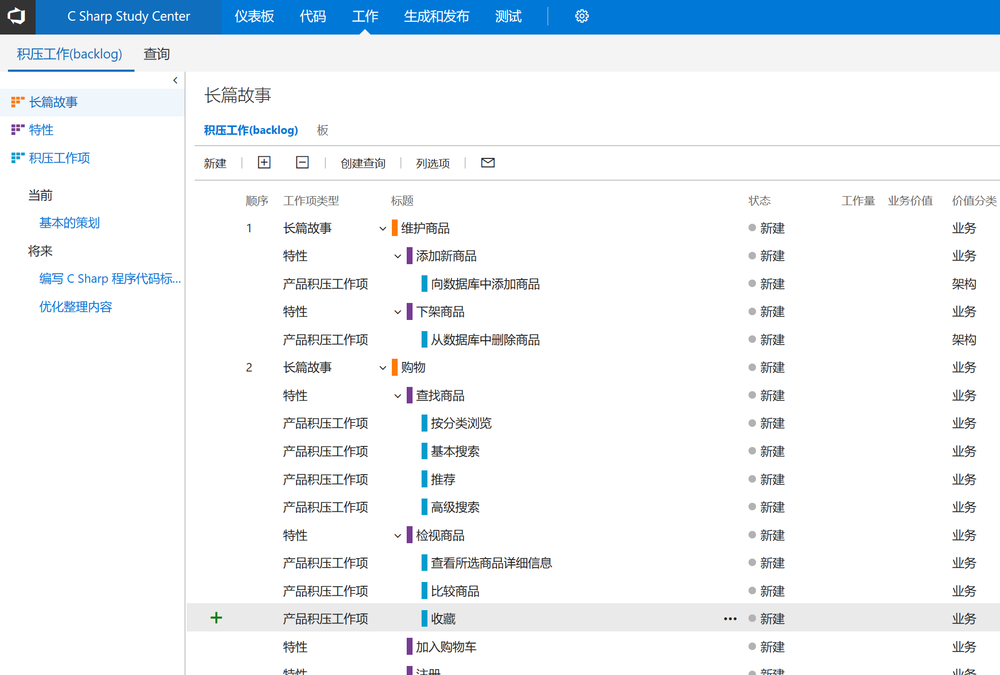 C Sharp Study Center 仪表板 代码 工作 生成和发布 测试
积压工作(backlog) 查询
长篇故事
特性
积压工作项
当前
基本的策划
将来
编写 C Sharp 程序代码标...
优化整理内容
长篇故事
积压工作(backlog) 板
新建 创建查询 列选项
顺序 工作项类型 标题 状态 工作量 业务价值 价值分类
1 长篇故事 维护商品 新建 业务
特性 添加新商品 新建 业务
产品积压工作项 向数据库中添加商品 新建 架构
特性 下架商品 新建 业务
产品积压工作项 从数据库中删除商品 新建 架构
2 长篇故事 购物 新建 业务
特性 查找商品 新建 业务
产品积压工作项 按分类浏览 新建 业务
产品积压工作项 基本搜索 新建 业务
产品积压工作项 推荐 新建 业务
产品积压工作项 高级搜索 新建 业务
特性 检视商品 新建 业务
产品积压工作项 查看所选商品详细信息 新建 业务
产品积压工作项 比较商品 新建 业务
产品积压工作项 收藏 新建 业务
特性 加入购物车 新建 业务
特性 注册 新建 业务